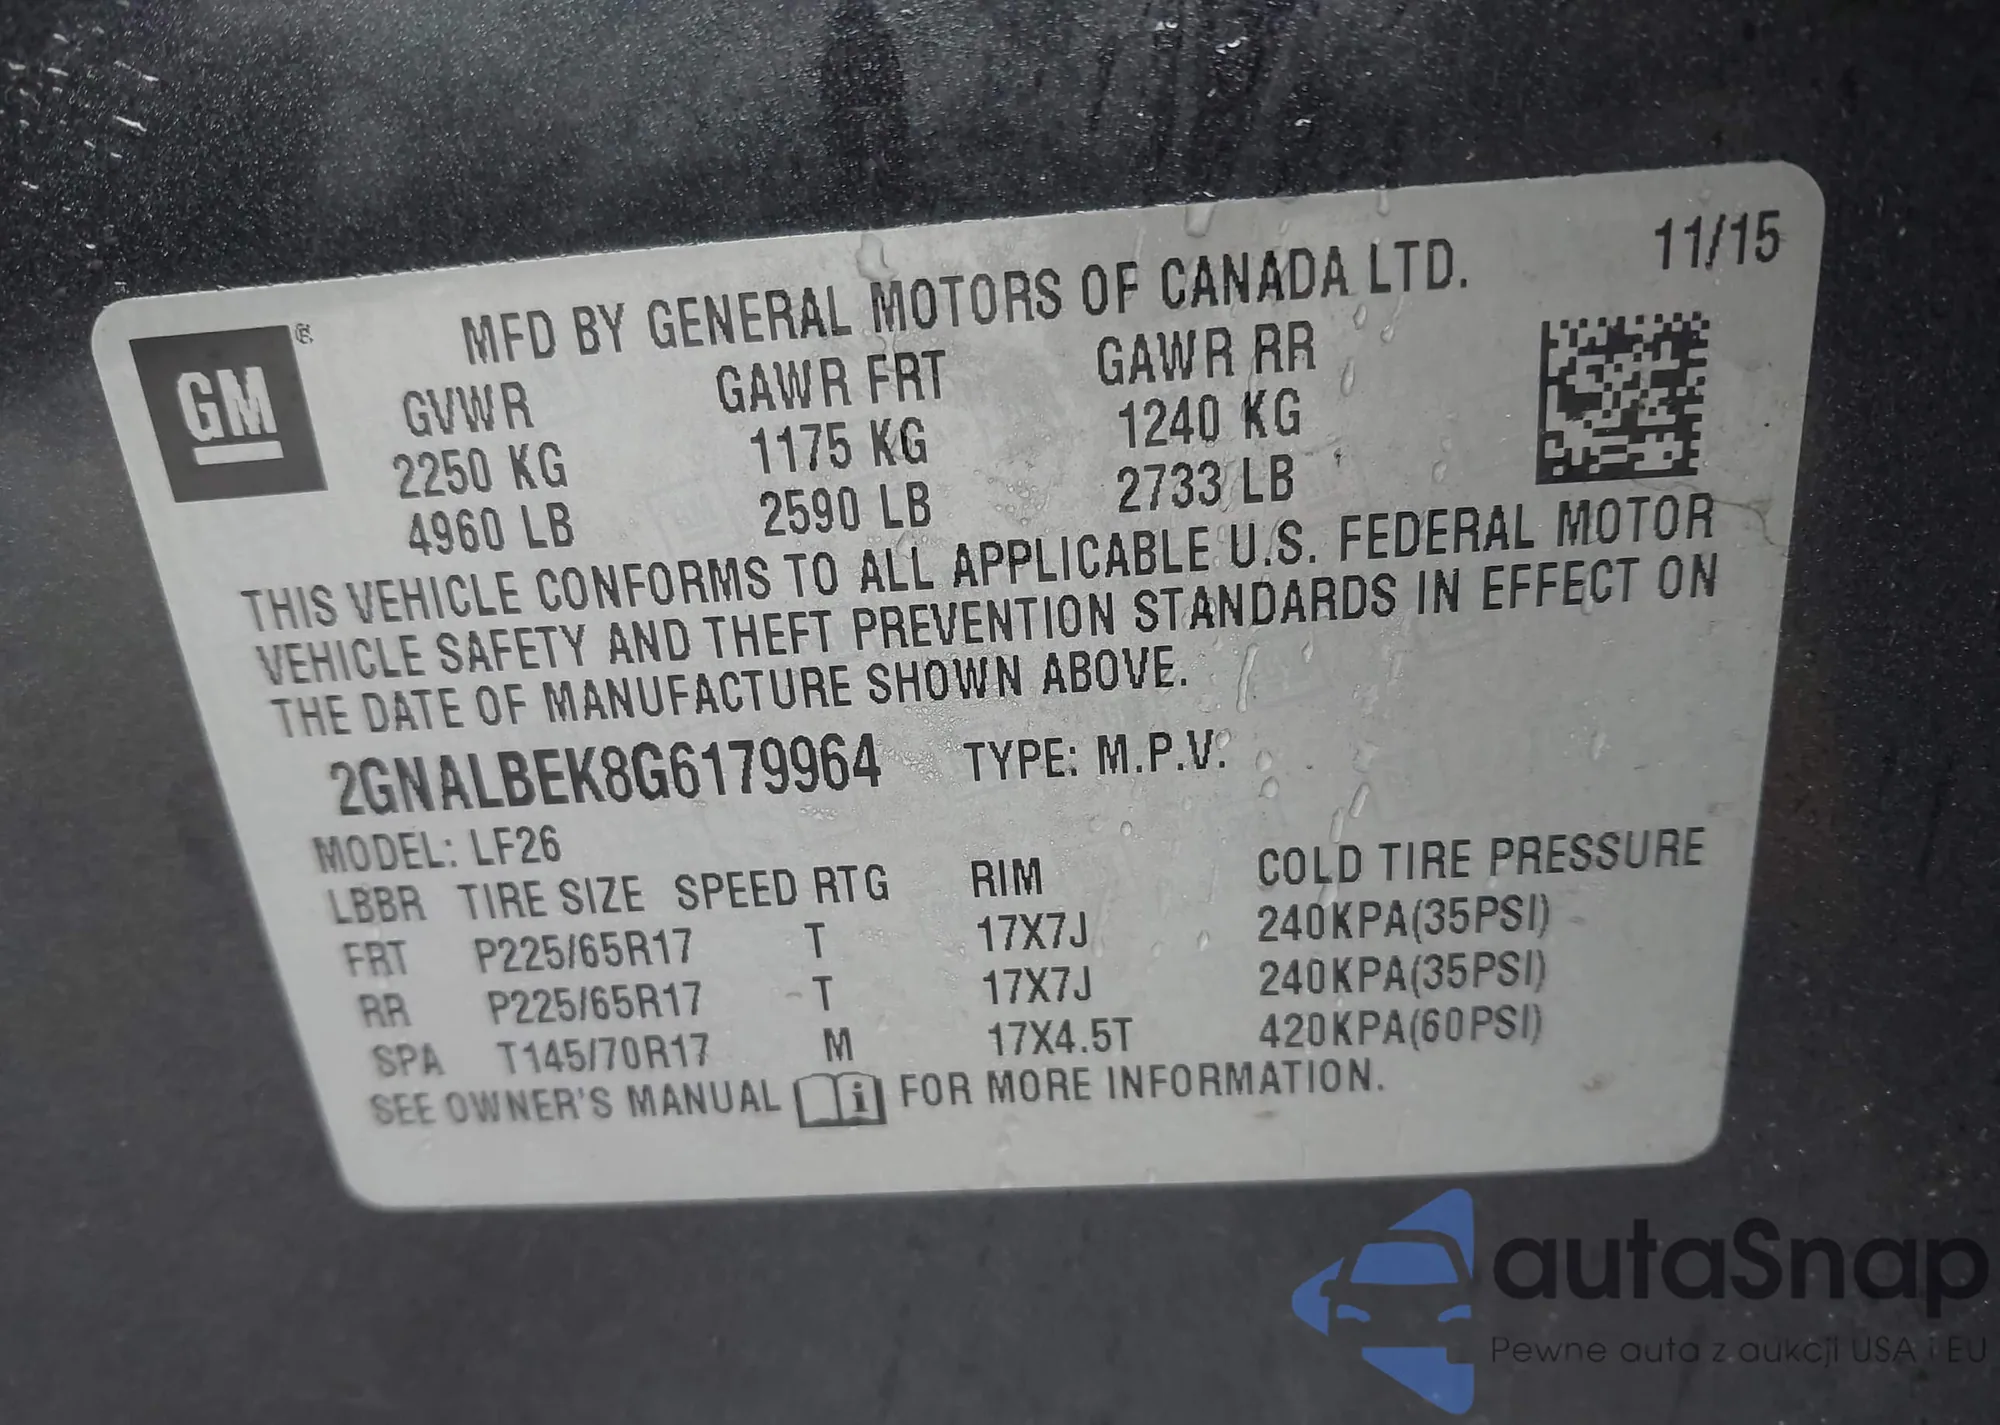 11/15
GM ®
MFD BY GENERAL MOTORS OF CANADA LTD.
GVWR GAWR FRT GAWR RR
2250 KG 1175 KG 1240 KG
4960 LB 2590 LB 2733 LB
THIS VEHICLE CONFORMS TO ALL APPLICABLE U.S. FEDERAL MOTOR
VEHICLE SAFETY AND THEFT PREVENTION STANDARDS IN EFFECT ON
THE DATE OF MANUFACTURE SHOWN ABOVE.
2GNALBEK8G6179964 TYPE: M.P.V.
MODEL: LF26
LBBR TIRE SIZE SPEED RTG RIM COLD TIRE PRESSURE
FRT P225/65R17 T 17X7J 240KPA(35PSI)
RR P225/65R17 T 17X7J 240KPA(35PSI)
SPA T145/70R17 M 17X4.5T 420KPA(60PSI)
SEE OWNER'S MANUAL i FOR MORE INFORMATION.
autaSnap
Pewne auta z aukcji USA i EU